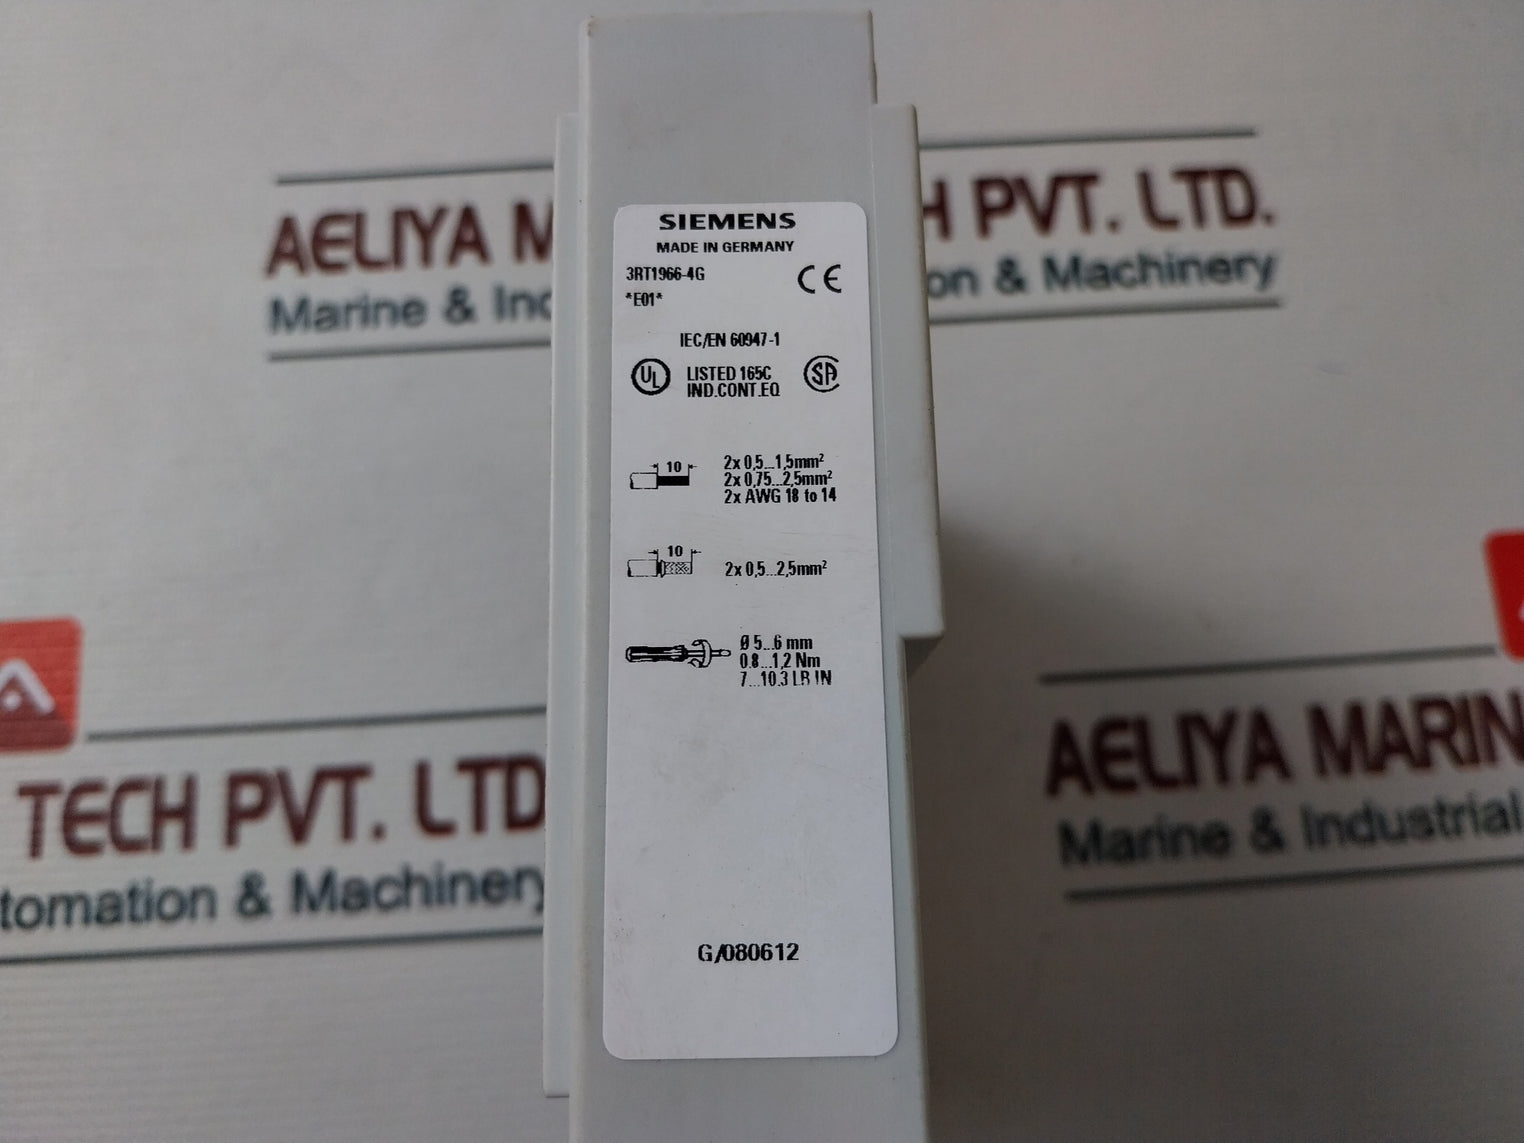 AELIYA M
H PVT. LTD.
Marine & Ind
on & Machinery
SIEMENS
MADE IN GERMANY
3RT1966-4G
CE
*E01*
IEC/EN 60947-1
UL
LISTED 165C
IND.CONT.EQ
SA
10
2x 0,5...1,5mm²
2x 0,75...2,5mm²
2x AWG 18 to 14
10
2x 0,5...2,5mm²
Ø 5...6 mm
0.8...1,2 Nm
7...10.3 LB IN
G/080612
TECH PVT. LTD
tomation & Machinery
AELIYA MARIN
Marine & Industrial